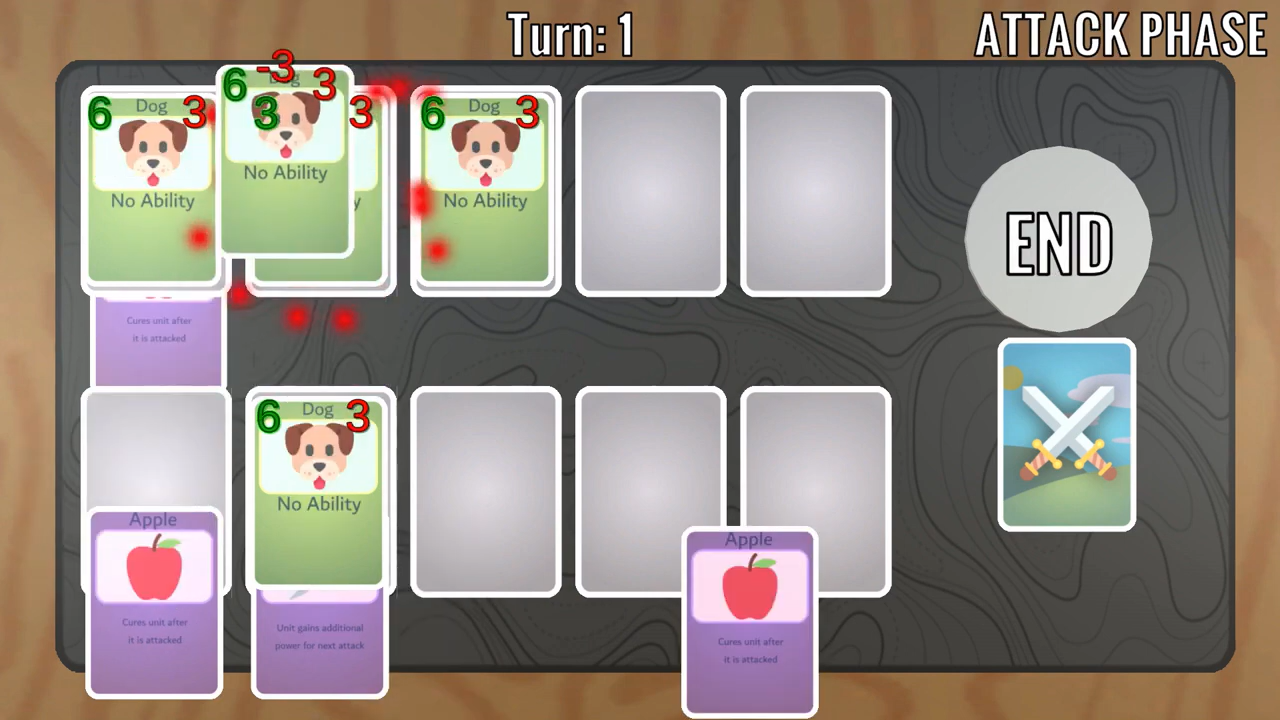 Turn: 1
ATTACK PHASE
6 Dog 3
No Ability
-3
6 Dog 3
3
No Ability
3
y
6 Dog 3
No Ability
END
Cures unit after
it is attacked
6 Dog 3
No Ability
Apple
Cures unit after
it is attacked
Unit gains additional
power for next attack
Apple
Cures unit after
it is attacked